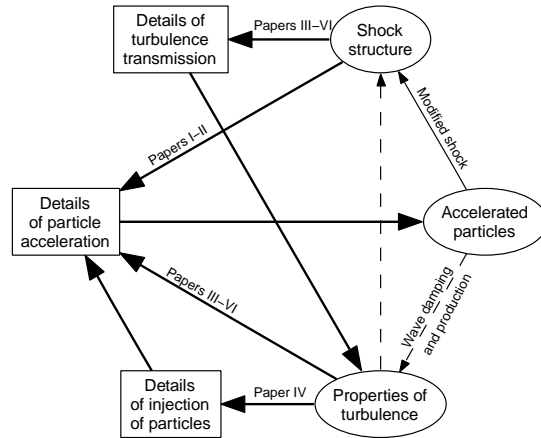 Details of
turbulence
transmission
Papers III–VI
Shock
structure
Papers I–II
Modified shock
Details
of particle
acceleration
Accelerated
particles
Papers III–VI
Wave damping
and production
Details
of injection
of particles
Paper IV
Properties of
turbulence